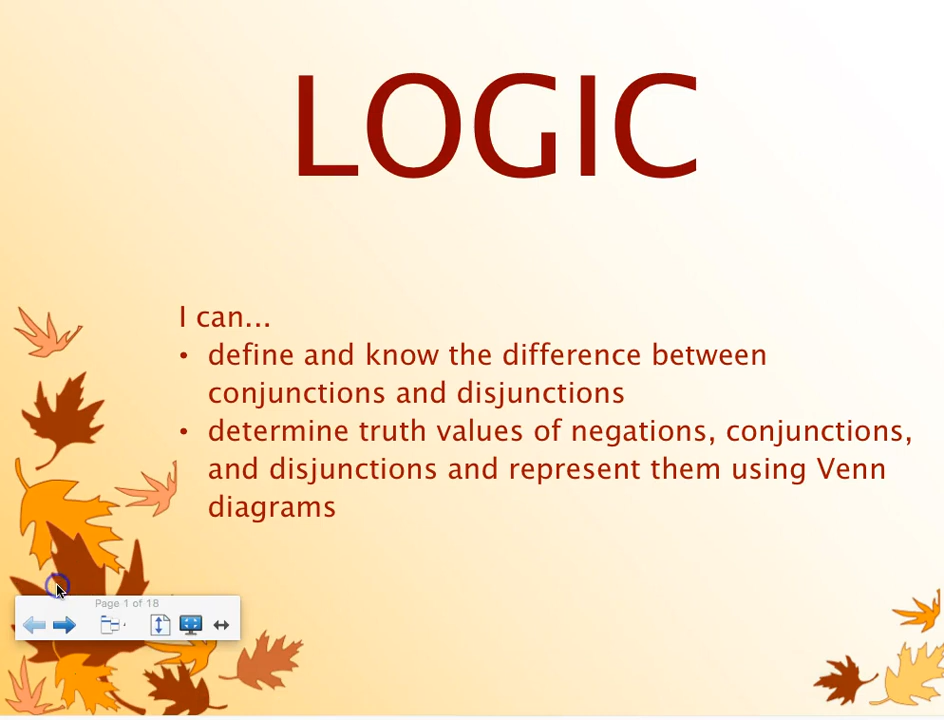 LOGIC
I can...
• define and know the difference between
conjunctions and disjunctions
• determine truth values of negations, conjunctions,
and disjunctions and represent them using Venn
diagrams
Page 1 of 18